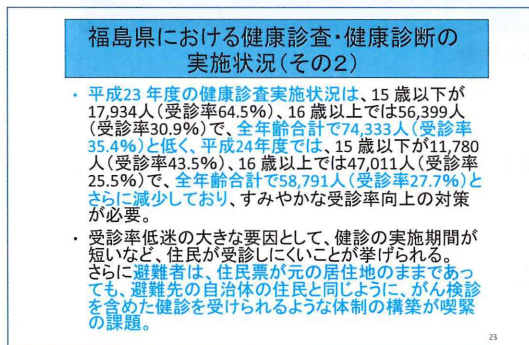 福島県における健康診査・健康診断の
実施状況(その2)
・ 平成23 年度の健康診査実施状況は、15 歳以下が
17,934人(受診率64.5%)、16 歳以上では56,399人
(受診率30.9%)で、全年齢合計で74,333人(受診率
35.4%)と低く、平成24年度では、15 歳以下が11,780
人(受診率43.5%)、16 歳以上では47,011人(受診率
25.5%)で、全年齢合計で58,791人(受診率27.7%)と
さらに減少しており、すみやかな受診率向上の対策
が必要。
・ 受診率低迷の大きな要因として、健診の実施期間が
短いなど、住民が受診しにくいことが挙げられる。
さらに避難者は、住民票が元の居住地のままであっ
ても、避難先の自治体の住民と同じように、がん検診
を含めた健診を受けられるような体制の構築が喫緊
の課題。
23